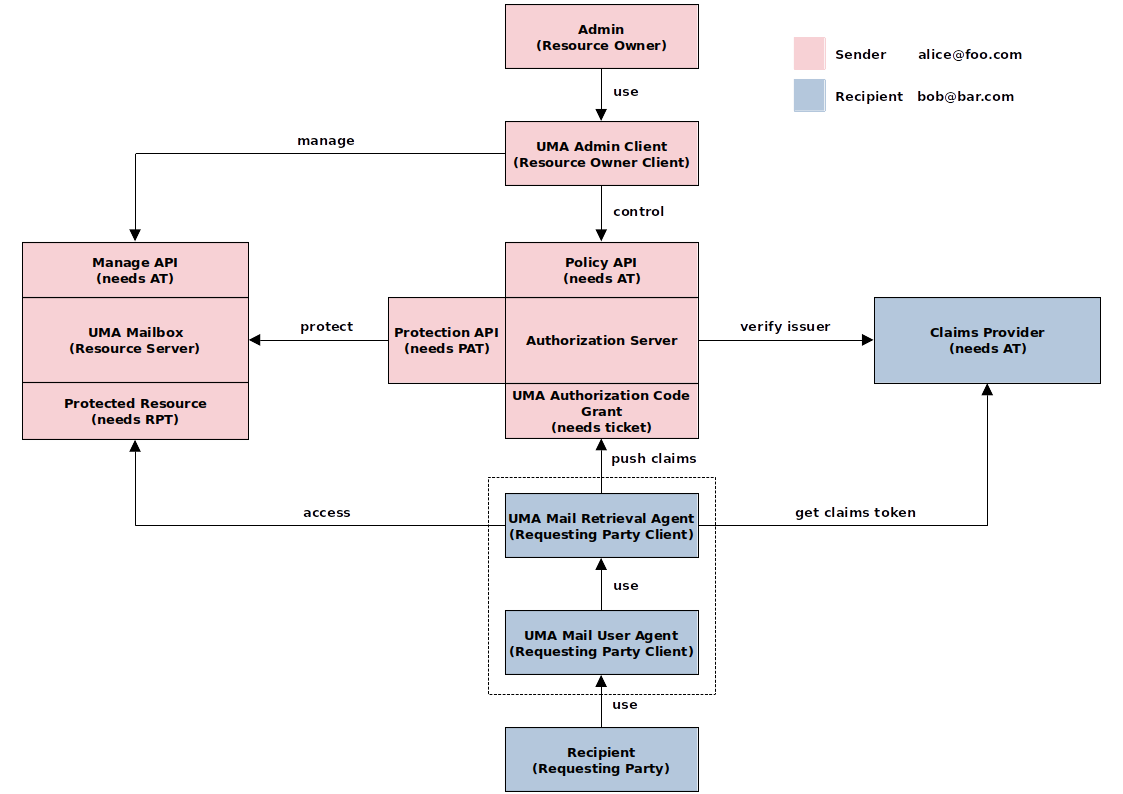 Admin
(Resource Owner)
Sender alice@foo.com
use
Recipient bob@bar.com
manage
UMA Admin Client
(Resource Owner Client)
control
Manage API
(needs AT)
Policy API
(needs AT)
UMA Mailbox
(Resource Server)
protect
Protection API
(needs PAT)
Authorization Server
verify issuer
Claims Provider
(needs AT)
Protected Resource
(needs RPT)
UMA Authorization Code
Grant
(needs ticket)
push claims
access
UMA Mail Retrieval Agent
(Requesting Party Client)
get claims token
use
UMA Mail User Agent
(Requesting Party Client)
use
Recipient
(Requesting Party)